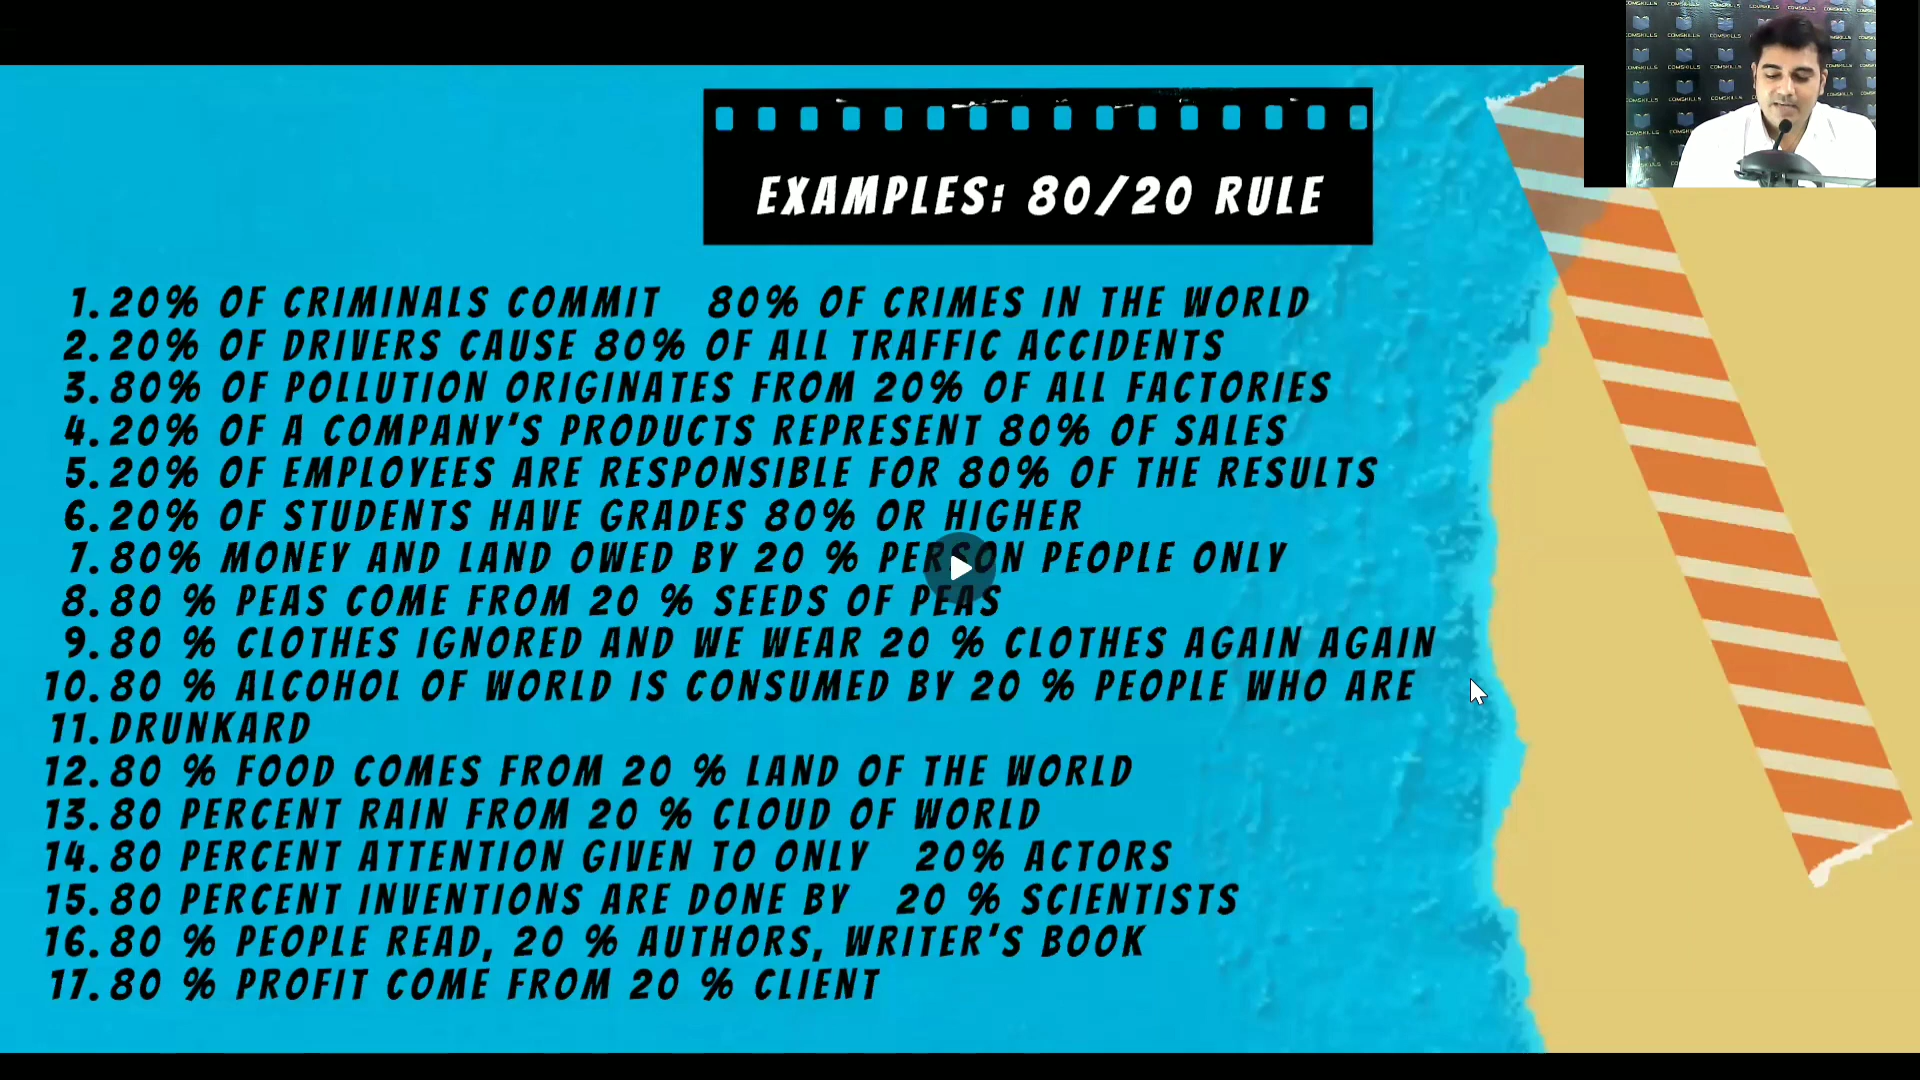 EXAMPLES: 80/20 RULE
1. 20% OF CRIMINALS COMMIT 80% OF CRIMES IN THE WORLD
2. 20% OF DRIVERS CAUSE 80% OF ALL TRAFFIC ACCIDENTS
3. 80% OF POLLUTION ORIGINATES FROM 20% OF ALL FACTORIES
4. 20% OF A COMPANY'S PRODUCTS REPRESENT 80% OF SALES
5. 20% OF EMPLOYEES ARE RESPONSIBLE FOR 80% OF THE RESULTS
6. 20% OF STUDENTS HAVE GRADES 80% OR HIGHER
7. 80% MONEY AND LAND OWED BY 20 % PERSON PEOPLE ONLY
8. 80 % PEAS COME FROM 20 % SEEDS OF PEAS
9. 80 % CLOTHES IGNORED AND WE WEAR 20 % CLOTHES AGAIN AGAIN
10. 80 % ALCOHOL OF WORLD IS CONSUMED BY 20 % PEOPLE WHO ARE
11. DRUNKARD
12. 80 % FOOD COMES FROM 20 % LAND OF THE WORLD
13. 80 PERCENT RAIN FROM 20 % CLOUD OF WORLD
14. 80 PERCENT ATTENTION GIVEN TO ONLY 20% ACTORS
15. 80 PERCENT INVENTIONS ARE DONE BY 20 % SCIENTISTS
16. 80 % PEOPLE READ, 20 % AUTHORS, WRITER'S BOOK
17. 80 % PROFIT COME FROM 20 % CLIENT
COMSKILLS